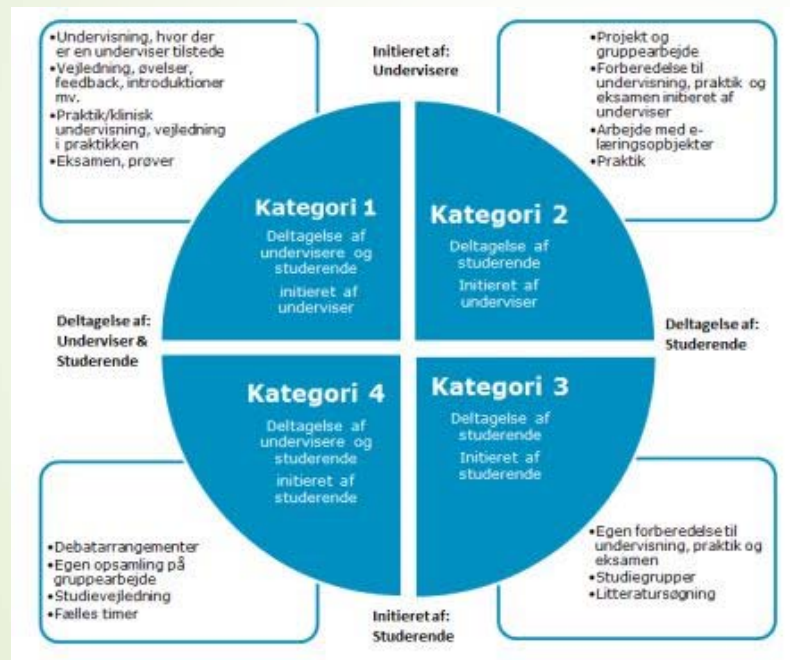 •Undervisning, hvor der
er en underviser tilstede
•Vejledning, øvelser,
feedback, introduktioner
mv.
•Praktik/klinisk
undervisning, vejledning
i praktikken
•Eksamen, prøver
Initieret af:
Undervisere
•Projekt og
gruppearbejde
•Forberedelse til
undervisning, praktik og
eksamen initieret af
underviser
•Arbejde med e-
læringsopbjekter
•Praktik
Kategori 1
Deltagelse af
undervisere og
studerende
initieret af
underviser
Kategori 2
Deltagelse af
studerende
Initieret af
underviser
Deltagelse af:
Underviser &
Studerende
Deltagelse af:
Studerende
Kategori 4
Deltagelse af
undervisere og
studerende
initieret af
studerende
Kategori 3
Deltagelse af
studerende
Initieret af
studerende
•Debatarrangementer
•Egen opsamling på
gruppearbejde
•Studievejledning
•Fælles timer
Initieret af:
Studerende
•Egen forberedelse til
undervisning, praktik og
eksamen
•Studiegrupper
•Litteratursøgning